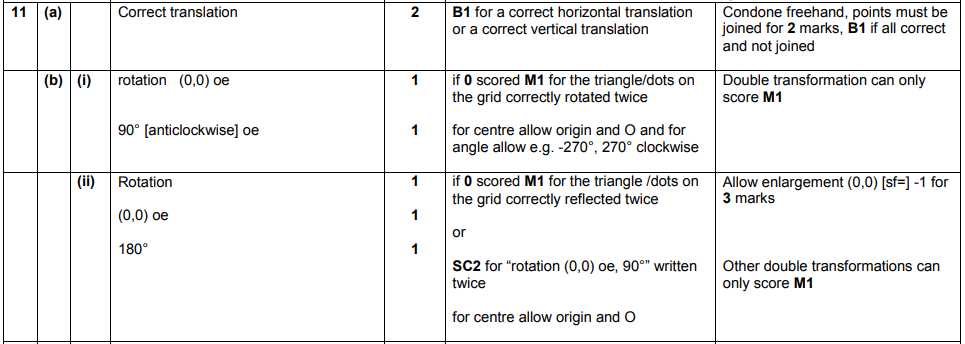 11 (a) Correct translation 2 B1 for a correct horizontal translation Condone freehand, points must be
or a correct vertical translation joined for 2 marks, B1 if all correct
and not joined
(b) (i) rotation (0,0) oe 1 if 0 scored M1 for the triangle/dots on Double transformation can only
the grid correctly rotated twice score M1
90° [anticlockwise] oe 1 for centre allow origin and O and for
angle allow e.g. -270°, 270° clockwise
(ii) Rotation 1 if 0 scored M1 for the triangle /dots on Allow enlargement (0,0) [sf=] -1 for
the grid correctly reflected twice 3 marks
(0,0) oe 1
or
180° 1
SC2 for “rotation (0,0) oe, 90°” written Other double transformations can
twice only score M1
for centre allow origin and O